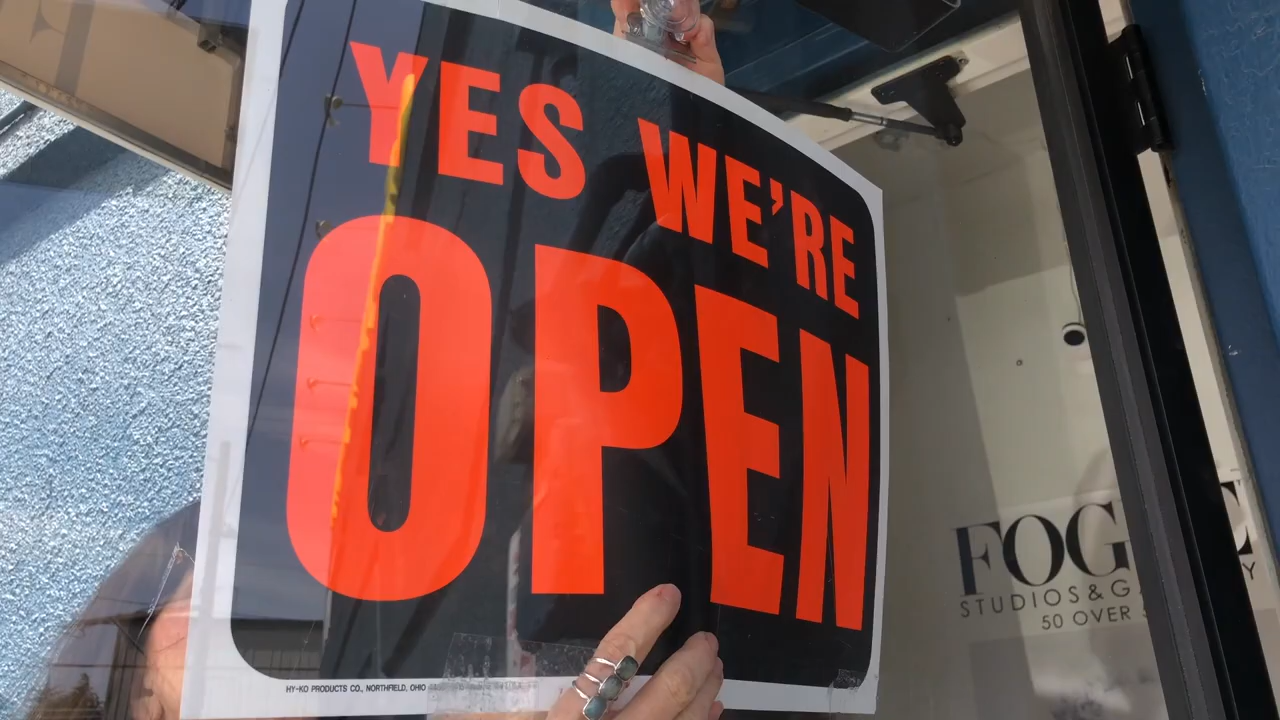 YES WE'RE
OPEN
HY-KO PRODUCTS CO., NORTHFIELD, OHIO
STUDIOS &
50 OVER